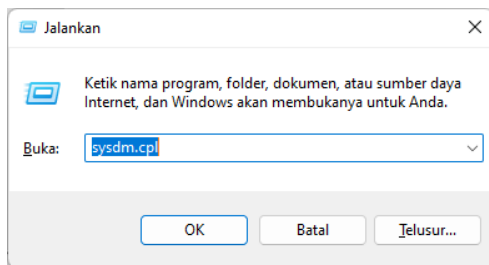 Jalankan
Ketik nama program, folder, dokumen, atau sumber daya
Internet, dan Windows akan membukanya untuk Anda.
Buka: sysdm.cpl
OK Batal Telusur...